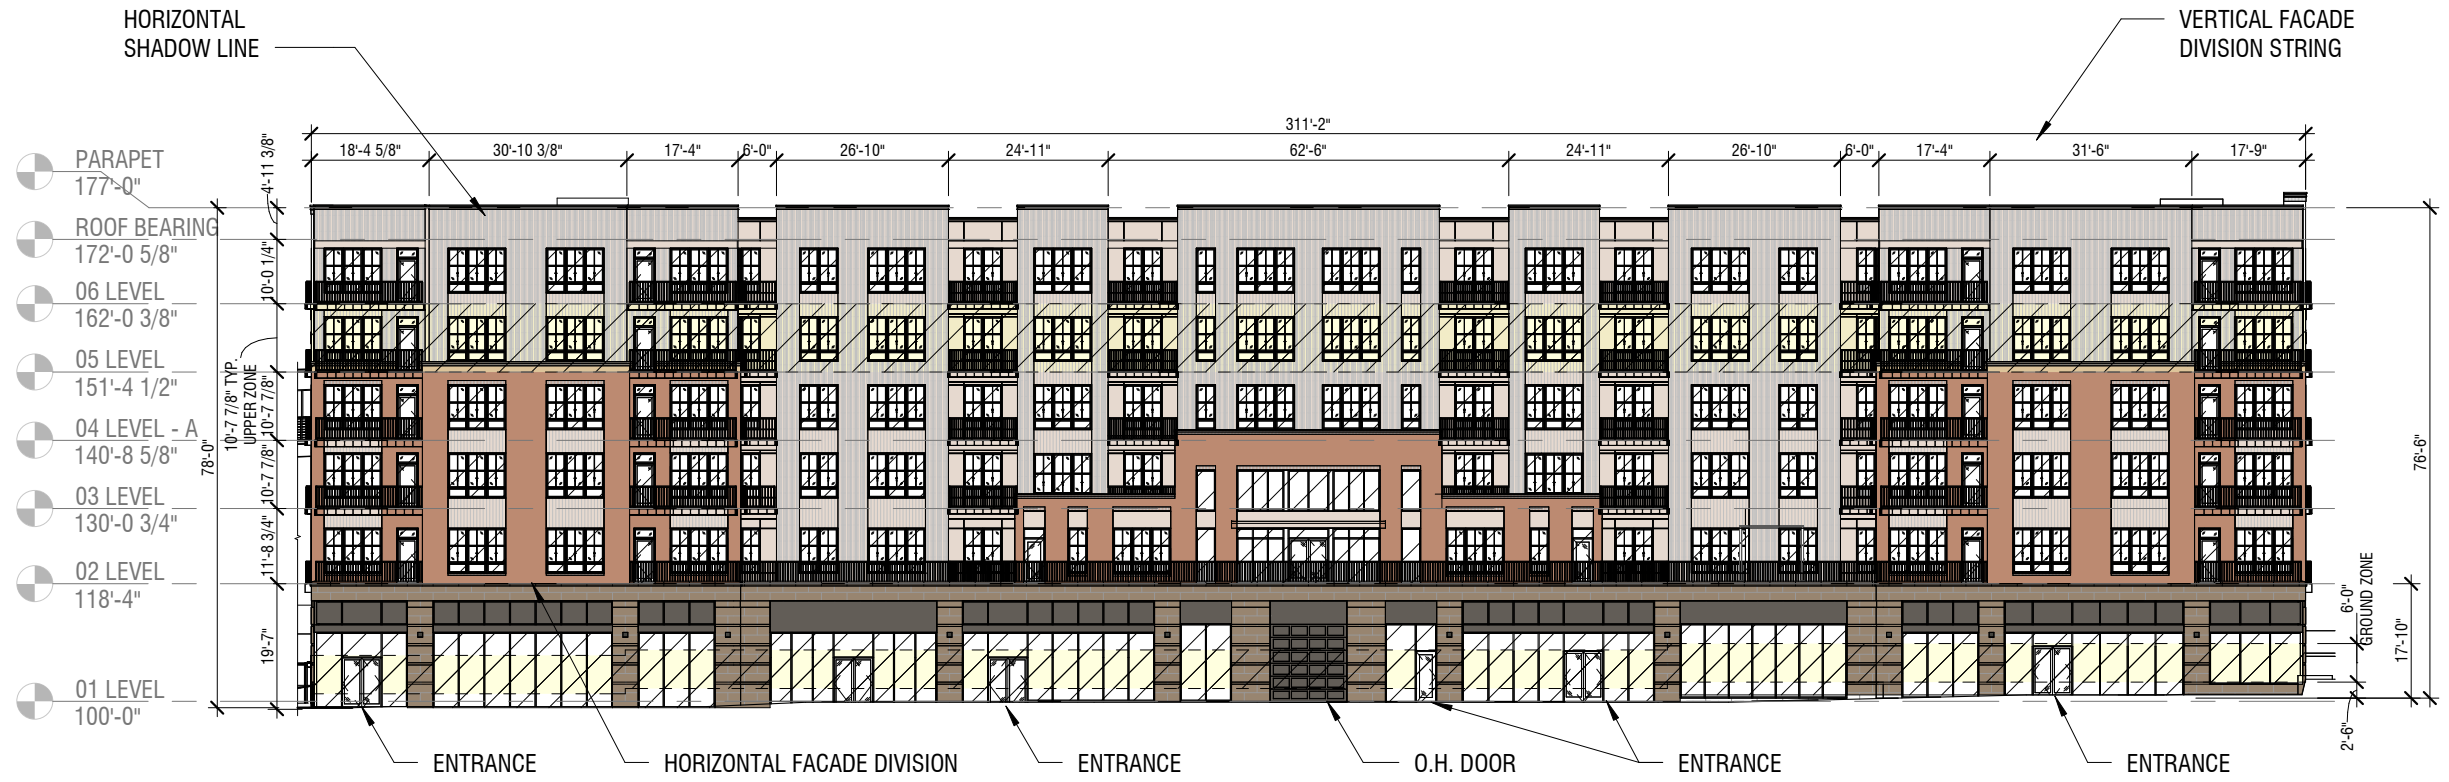 HORIZONTAL
SHADOW LINE
VERTICAL FACADE
DIVISION STRING
311'-2"
18'-4 5/8"
30'-10 3/8"
17'-4"
6'-0"
26'-10"
24'-11"
62'-6"
24'-11"
26'-10"
6'-0"
17'-4"
31'-6"
17'-9"
PARAPET
177'-0"
ROOF BEARING
172'-0 5/8"
06 LEVEL
162'-0 3/8"
05 LEVEL
151'-4 1/2"
04 LEVEL - A
140'-8 5/8"
03 LEVEL
130'-0 3/4"
02 LEVEL
118'-4"
01 LEVEL
100'-0"
78'-0"
4'-11 3/8"
10'-0 1/4"
10'-7 7/8" TYP.
UPPER ZONE
10'-7 7/8"
10'-7 7/8"
111'-8 3/4"
19'-7"
76'-6"
6'-0"
GROUND ZONE
17'-10"
2'-6"
ENTRANCE
HORIZONTAL FACADE DIVISION
ENTRANCE
O.H. DOOR
ENTRANCE
ENTRANCE